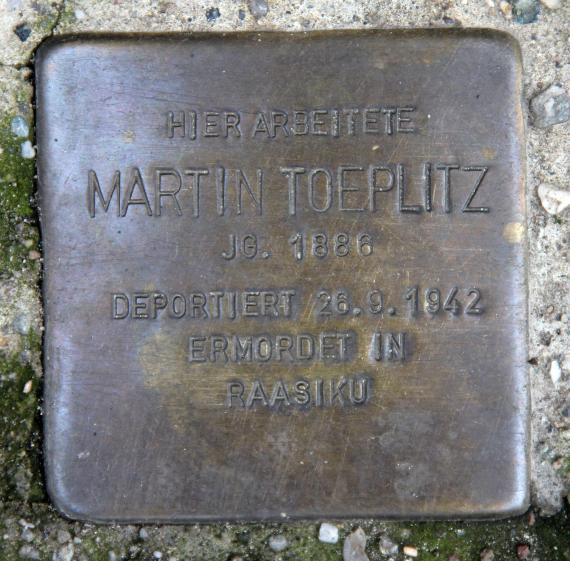 HIER ARBEITETE
MARTIN TOEPLITZ
JG. 1886
DEPORTIERT 26.9.1942
ERMORDET IN
RAASIKU